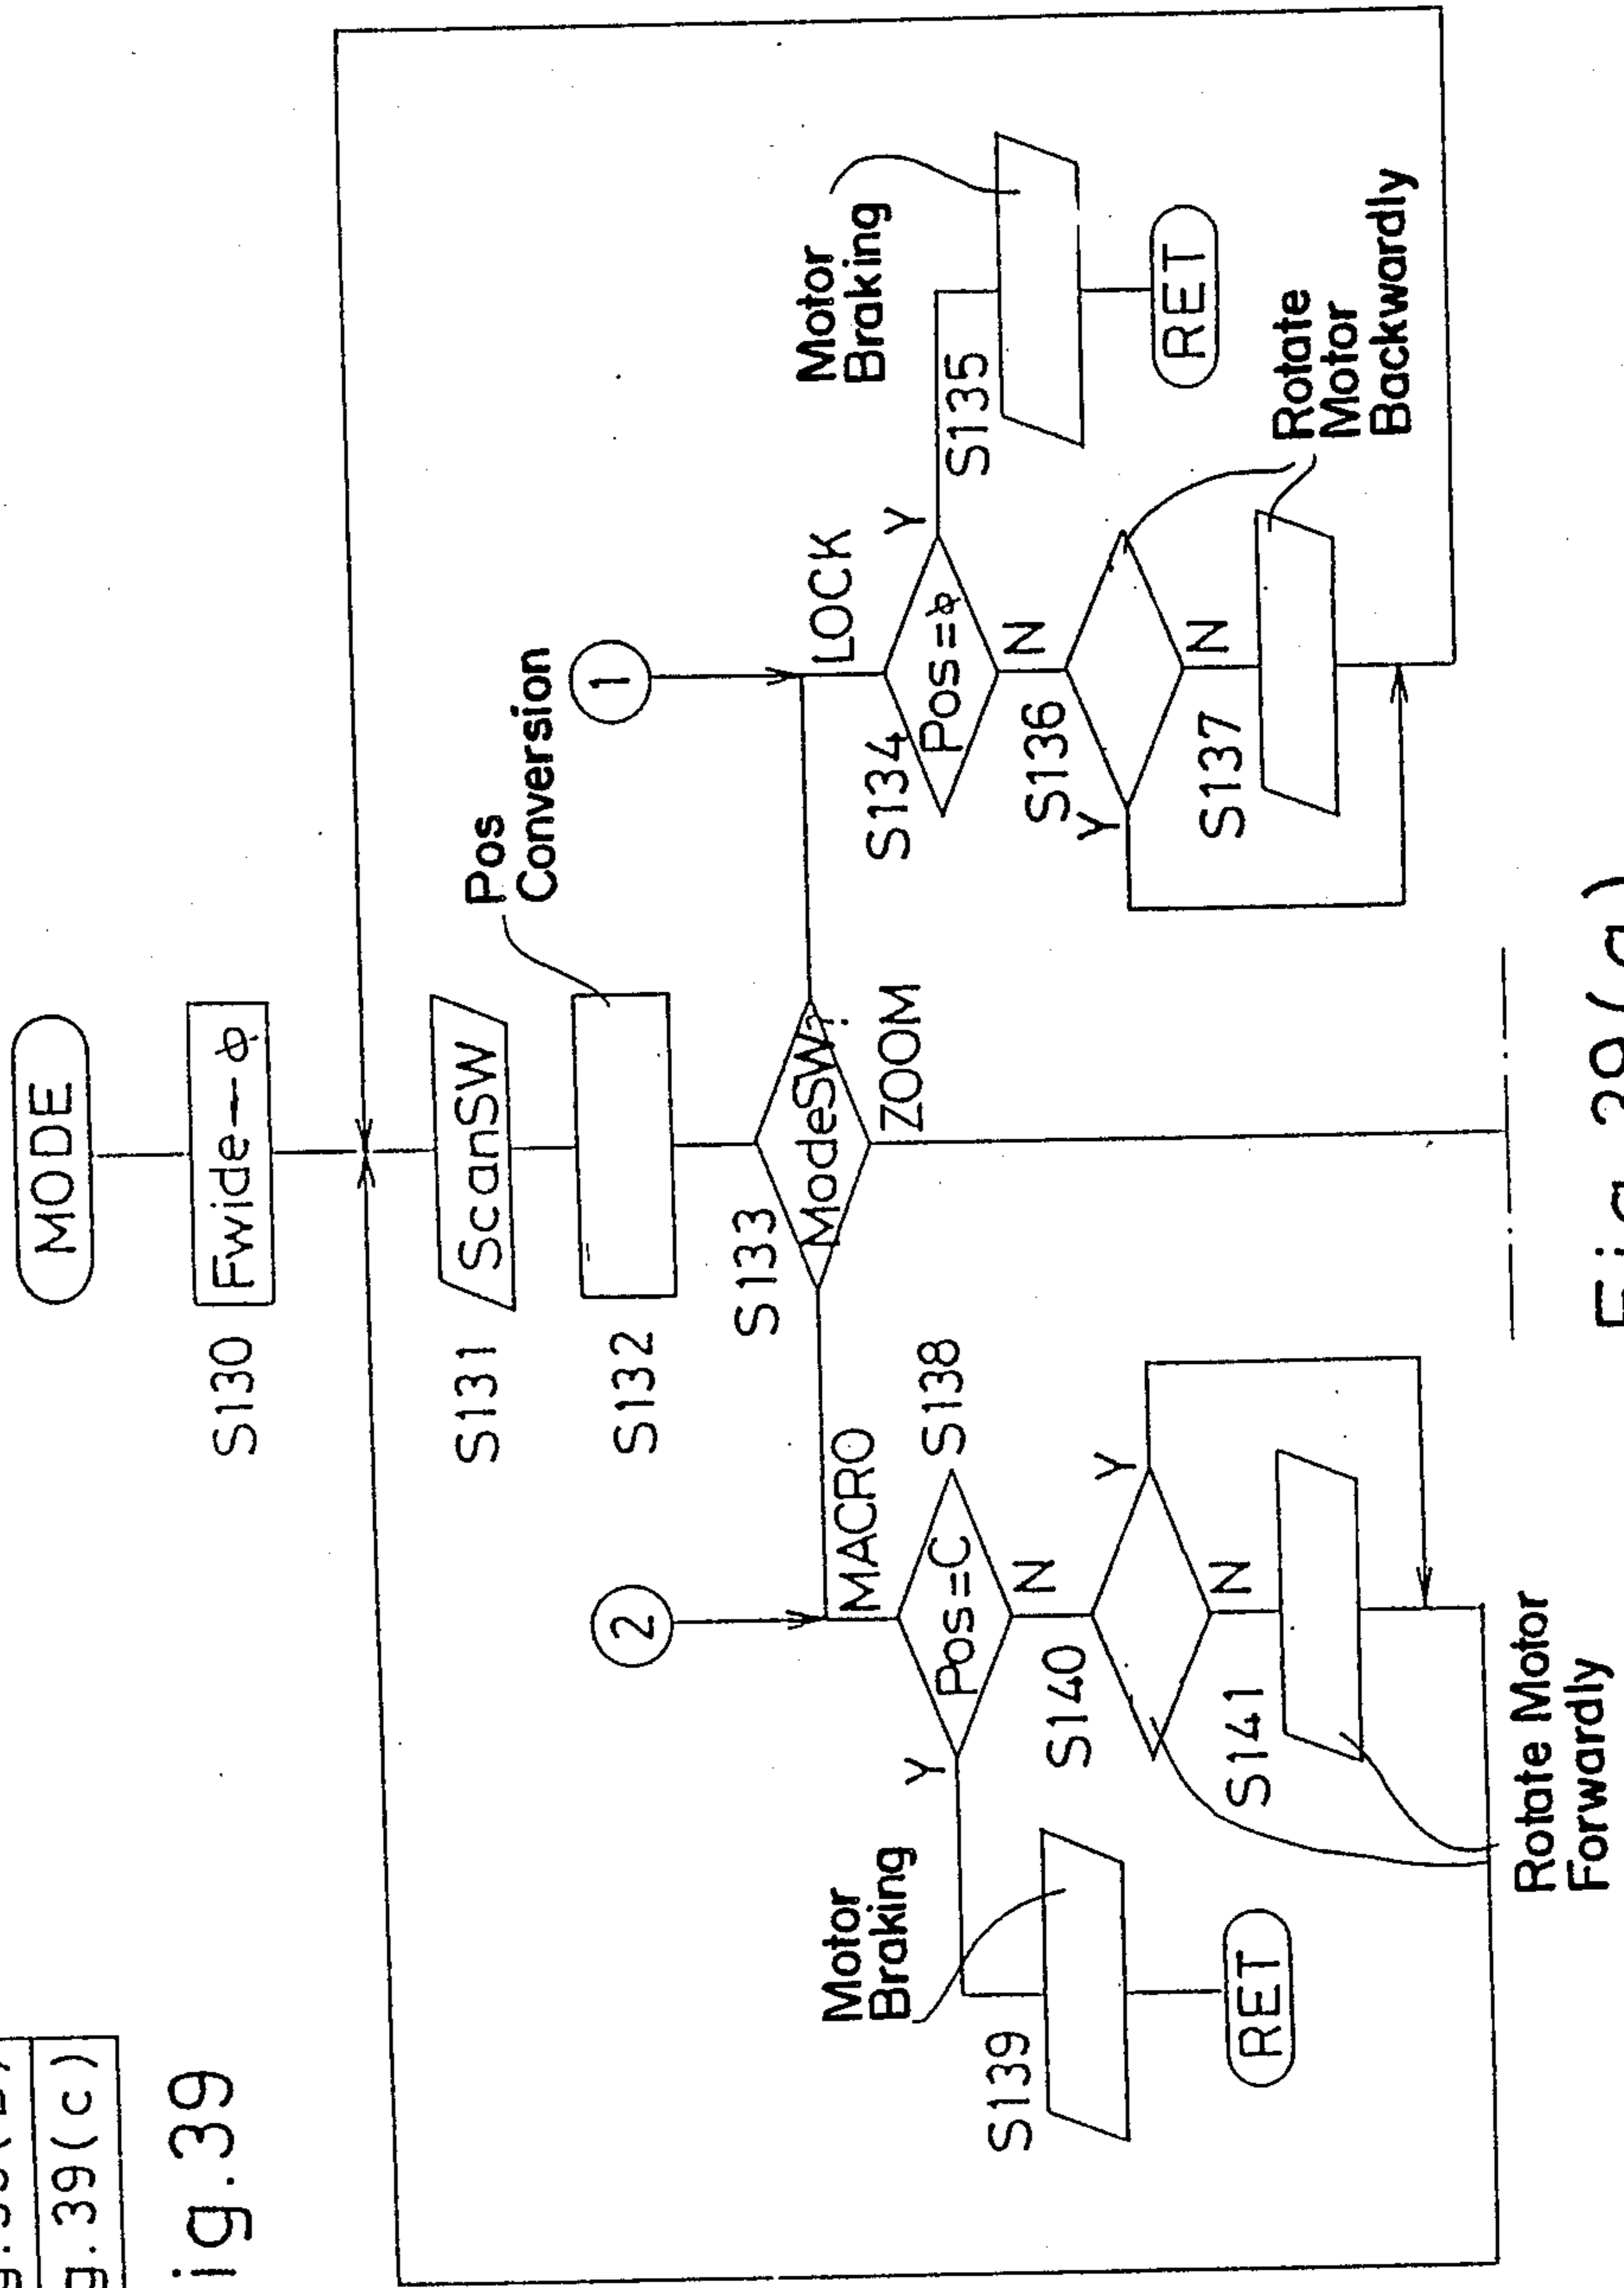 g.39(c)
ig.39
MODE
S130
Fwide←φ
S131
ScanSW
S132
Pos
Conversion
S133
ModeSW?
ZOOM
2
MACRO
Pos=C
S138
Y
N
Motor
Braking
S139
RET
S140
Y
N
S141
Rotate Motor
Forwardly
1
LOCK
S134
Pos=φ
Y
N
Motor
Braking
S135
RET
S136
Y
N
S137
Rotate
Motor
Backwardly